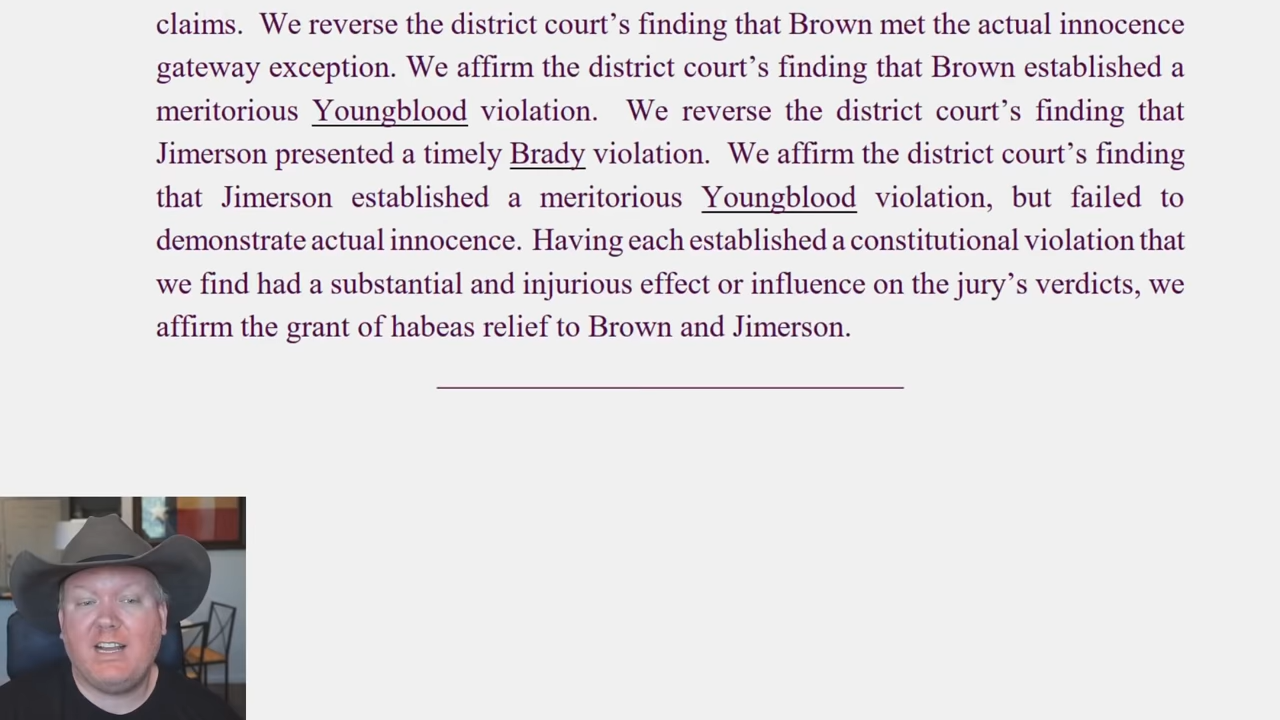 claims. We reverse the district court’s finding that Brown met the actual innocence
gateway exception. We affirm the district court’s finding that Brown established a
meritorious Youngblood violation. We reverse the district court’s finding that
Jimerson presented a timely Brady violation. We affirm the district court’s finding
that Jimerson established a meritorious Youngblood violation, but failed to
demonstrate actual innocence. Having each established a constitutional violation that
we find had a substantial and injurious effect or influence on the jury’s verdicts, we
affirm the grant of habeas relief to Brown and Jimerson.